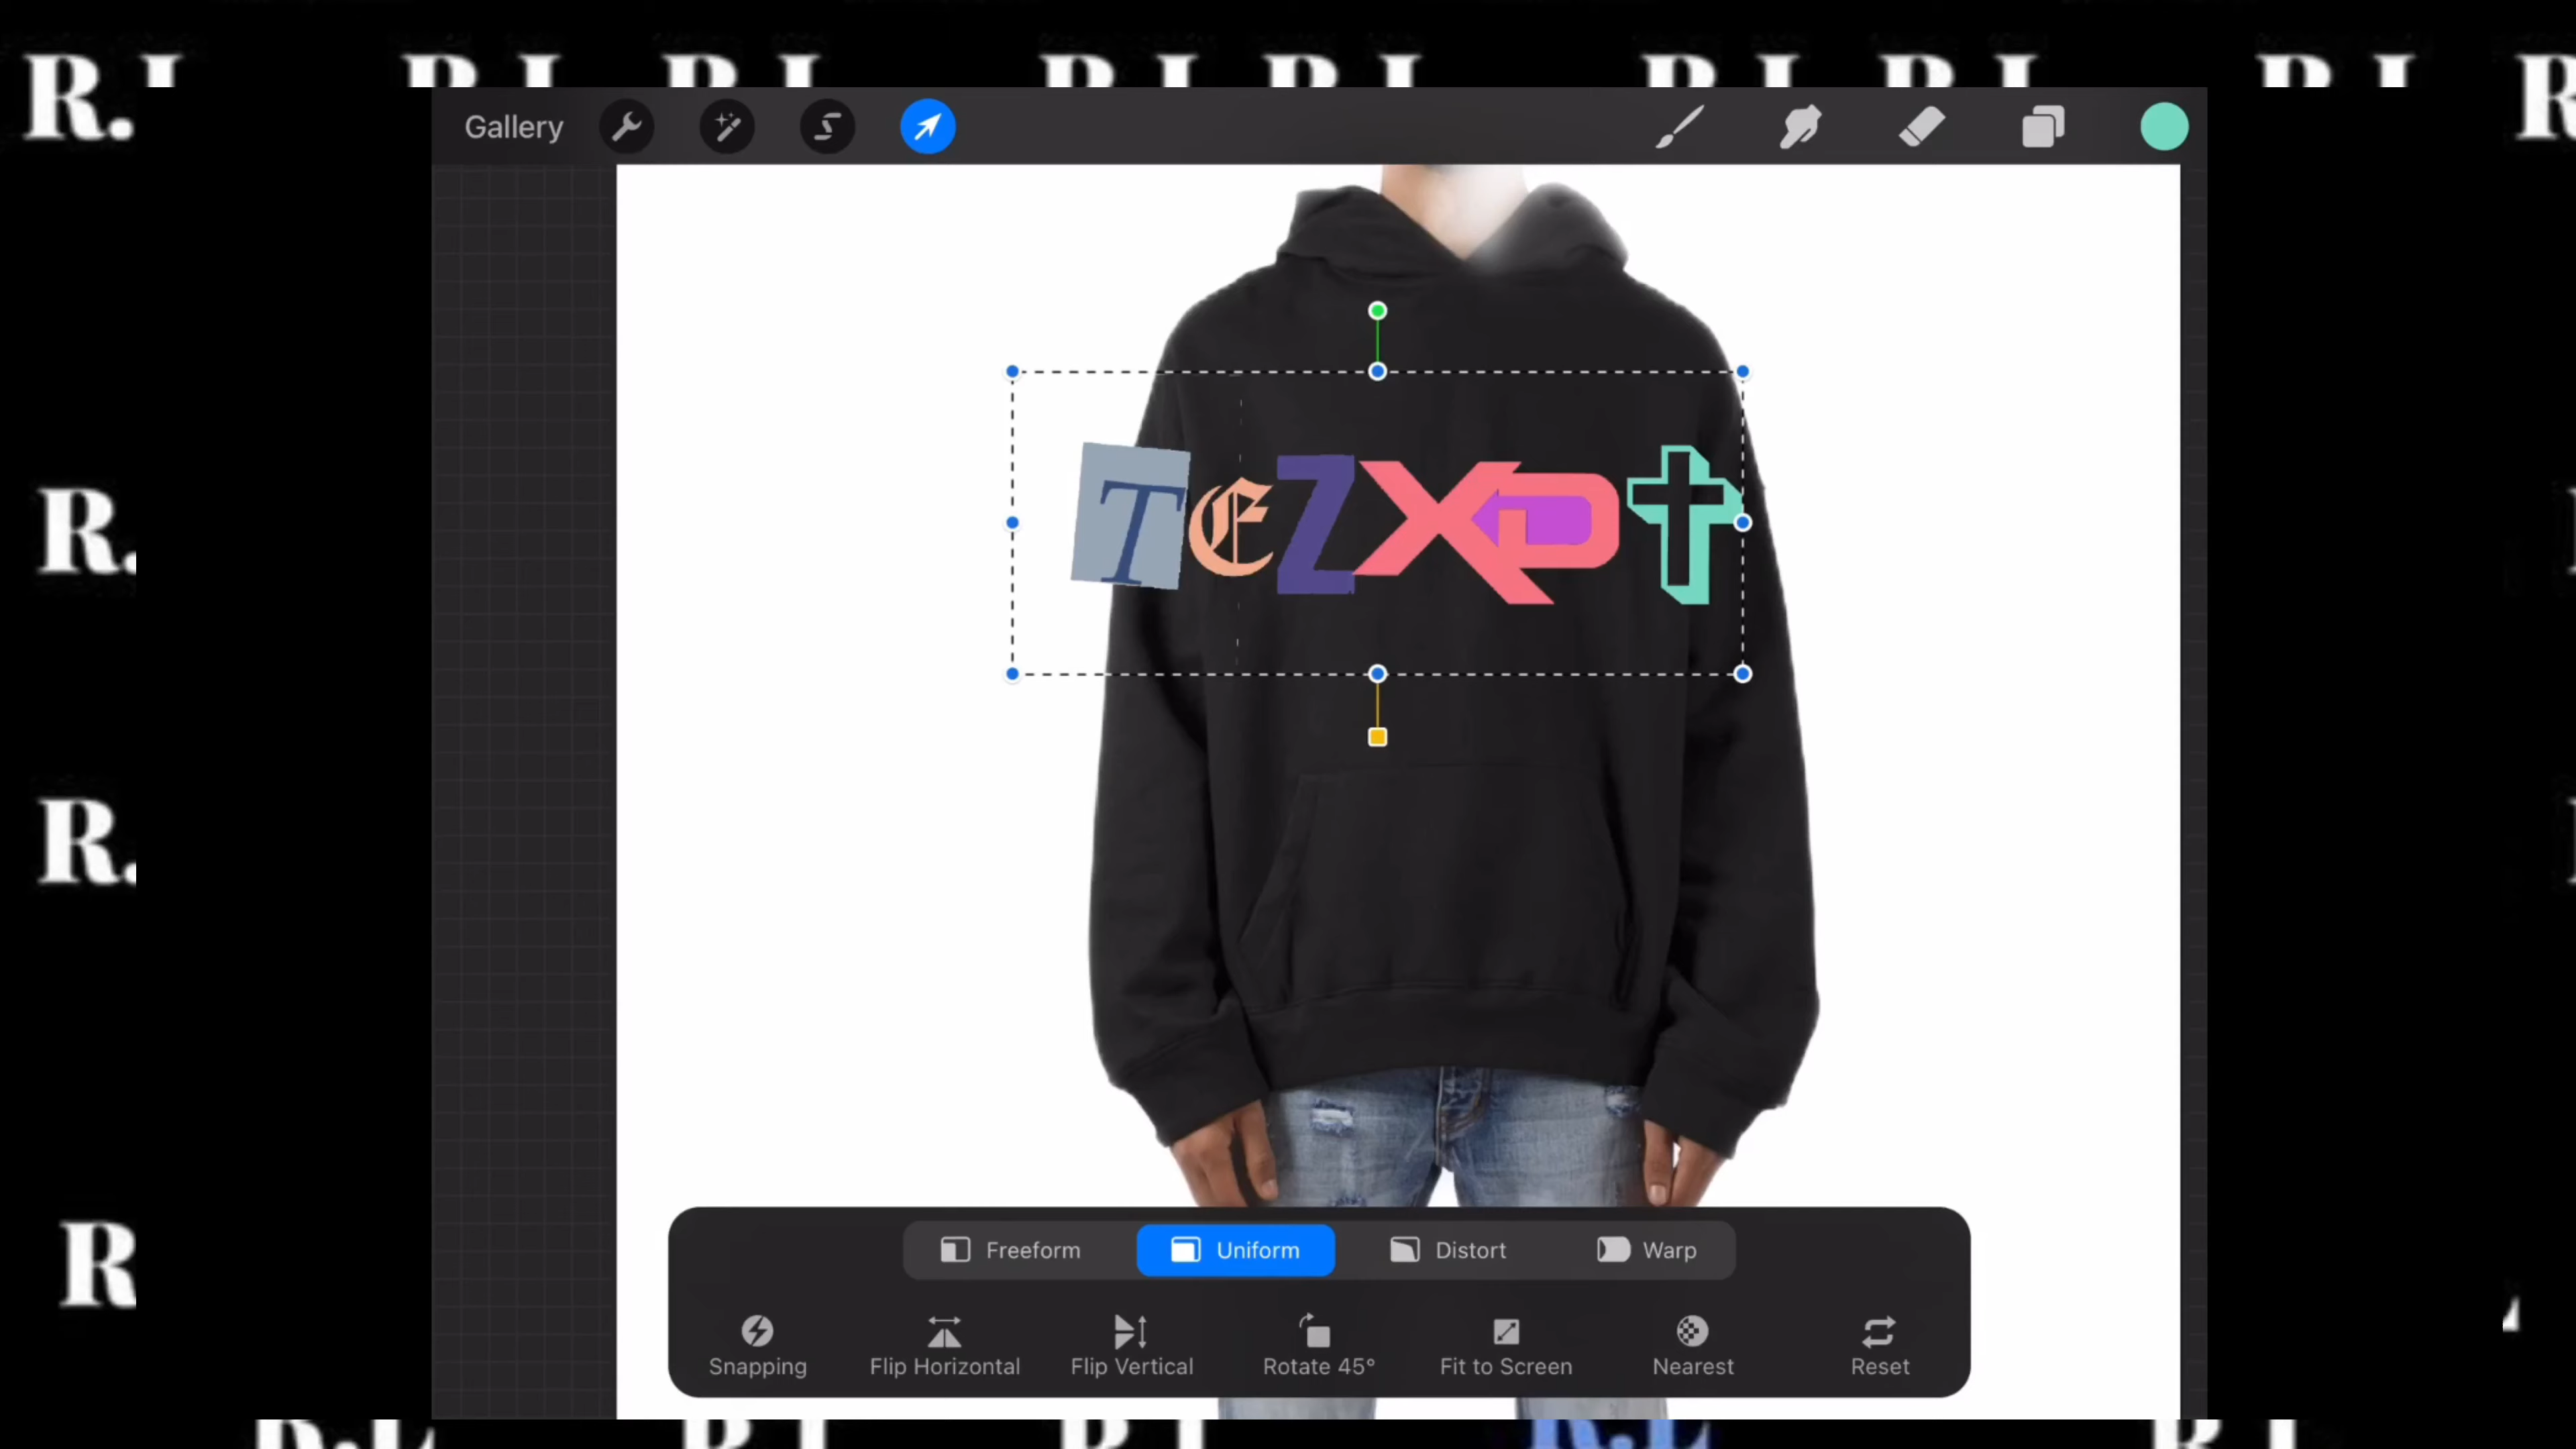 R. R
Gallery
TEZXPt
R.
R.
R
Freeform Uniform Distort Warp
Snapping Flip Horizontal Flip Vertical Rotate 45° Fit to Screen Nearest Reset
R.L